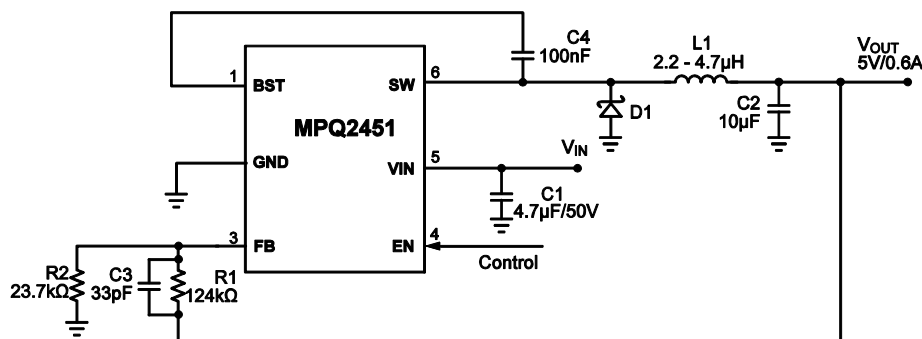 C4
100nF
L1
2.2 - 4.7µH
VOUT
5V/0.6A
1
BST
SW
6
D1
C2
10µF
MPQ2451
GND
VIN
5
VIN
C1
4.7µF/50V
3
FB
EN
4
Control
R2
23.7kΩ
C3
33pF
R1
124kΩ